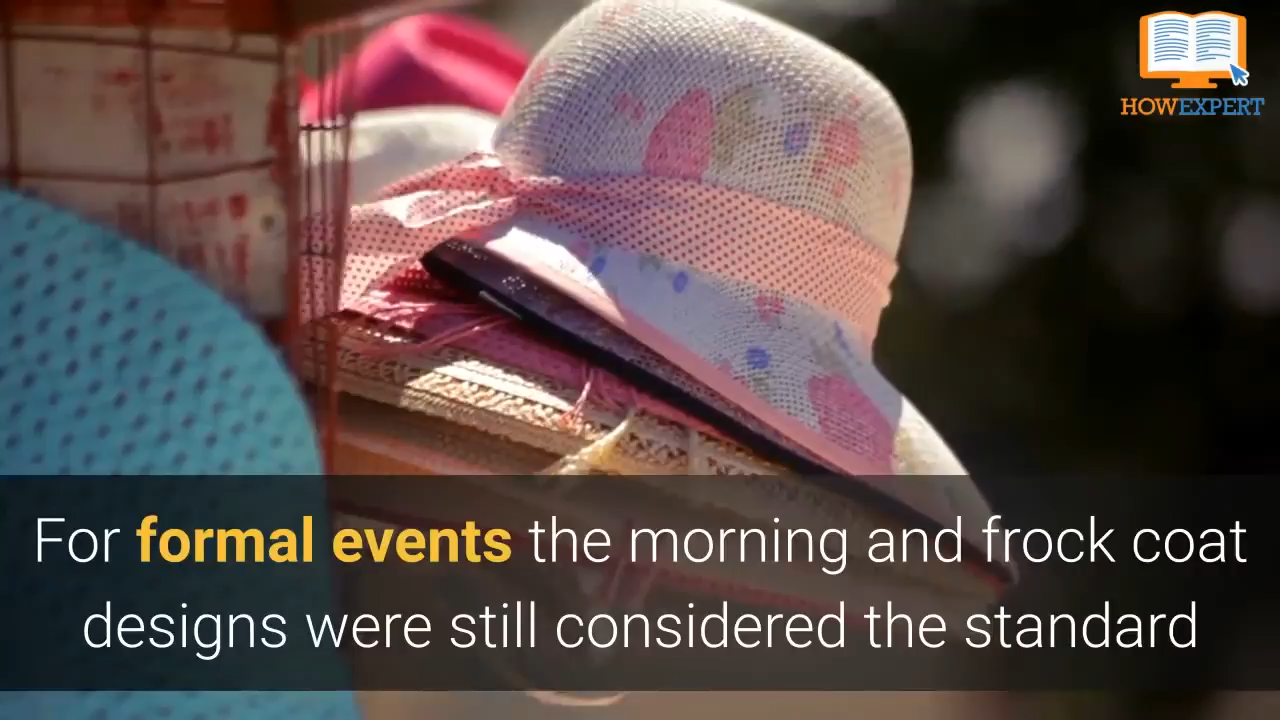 HOWEXPERT
For formal events the morning and frock coat
designs were still considered the standard